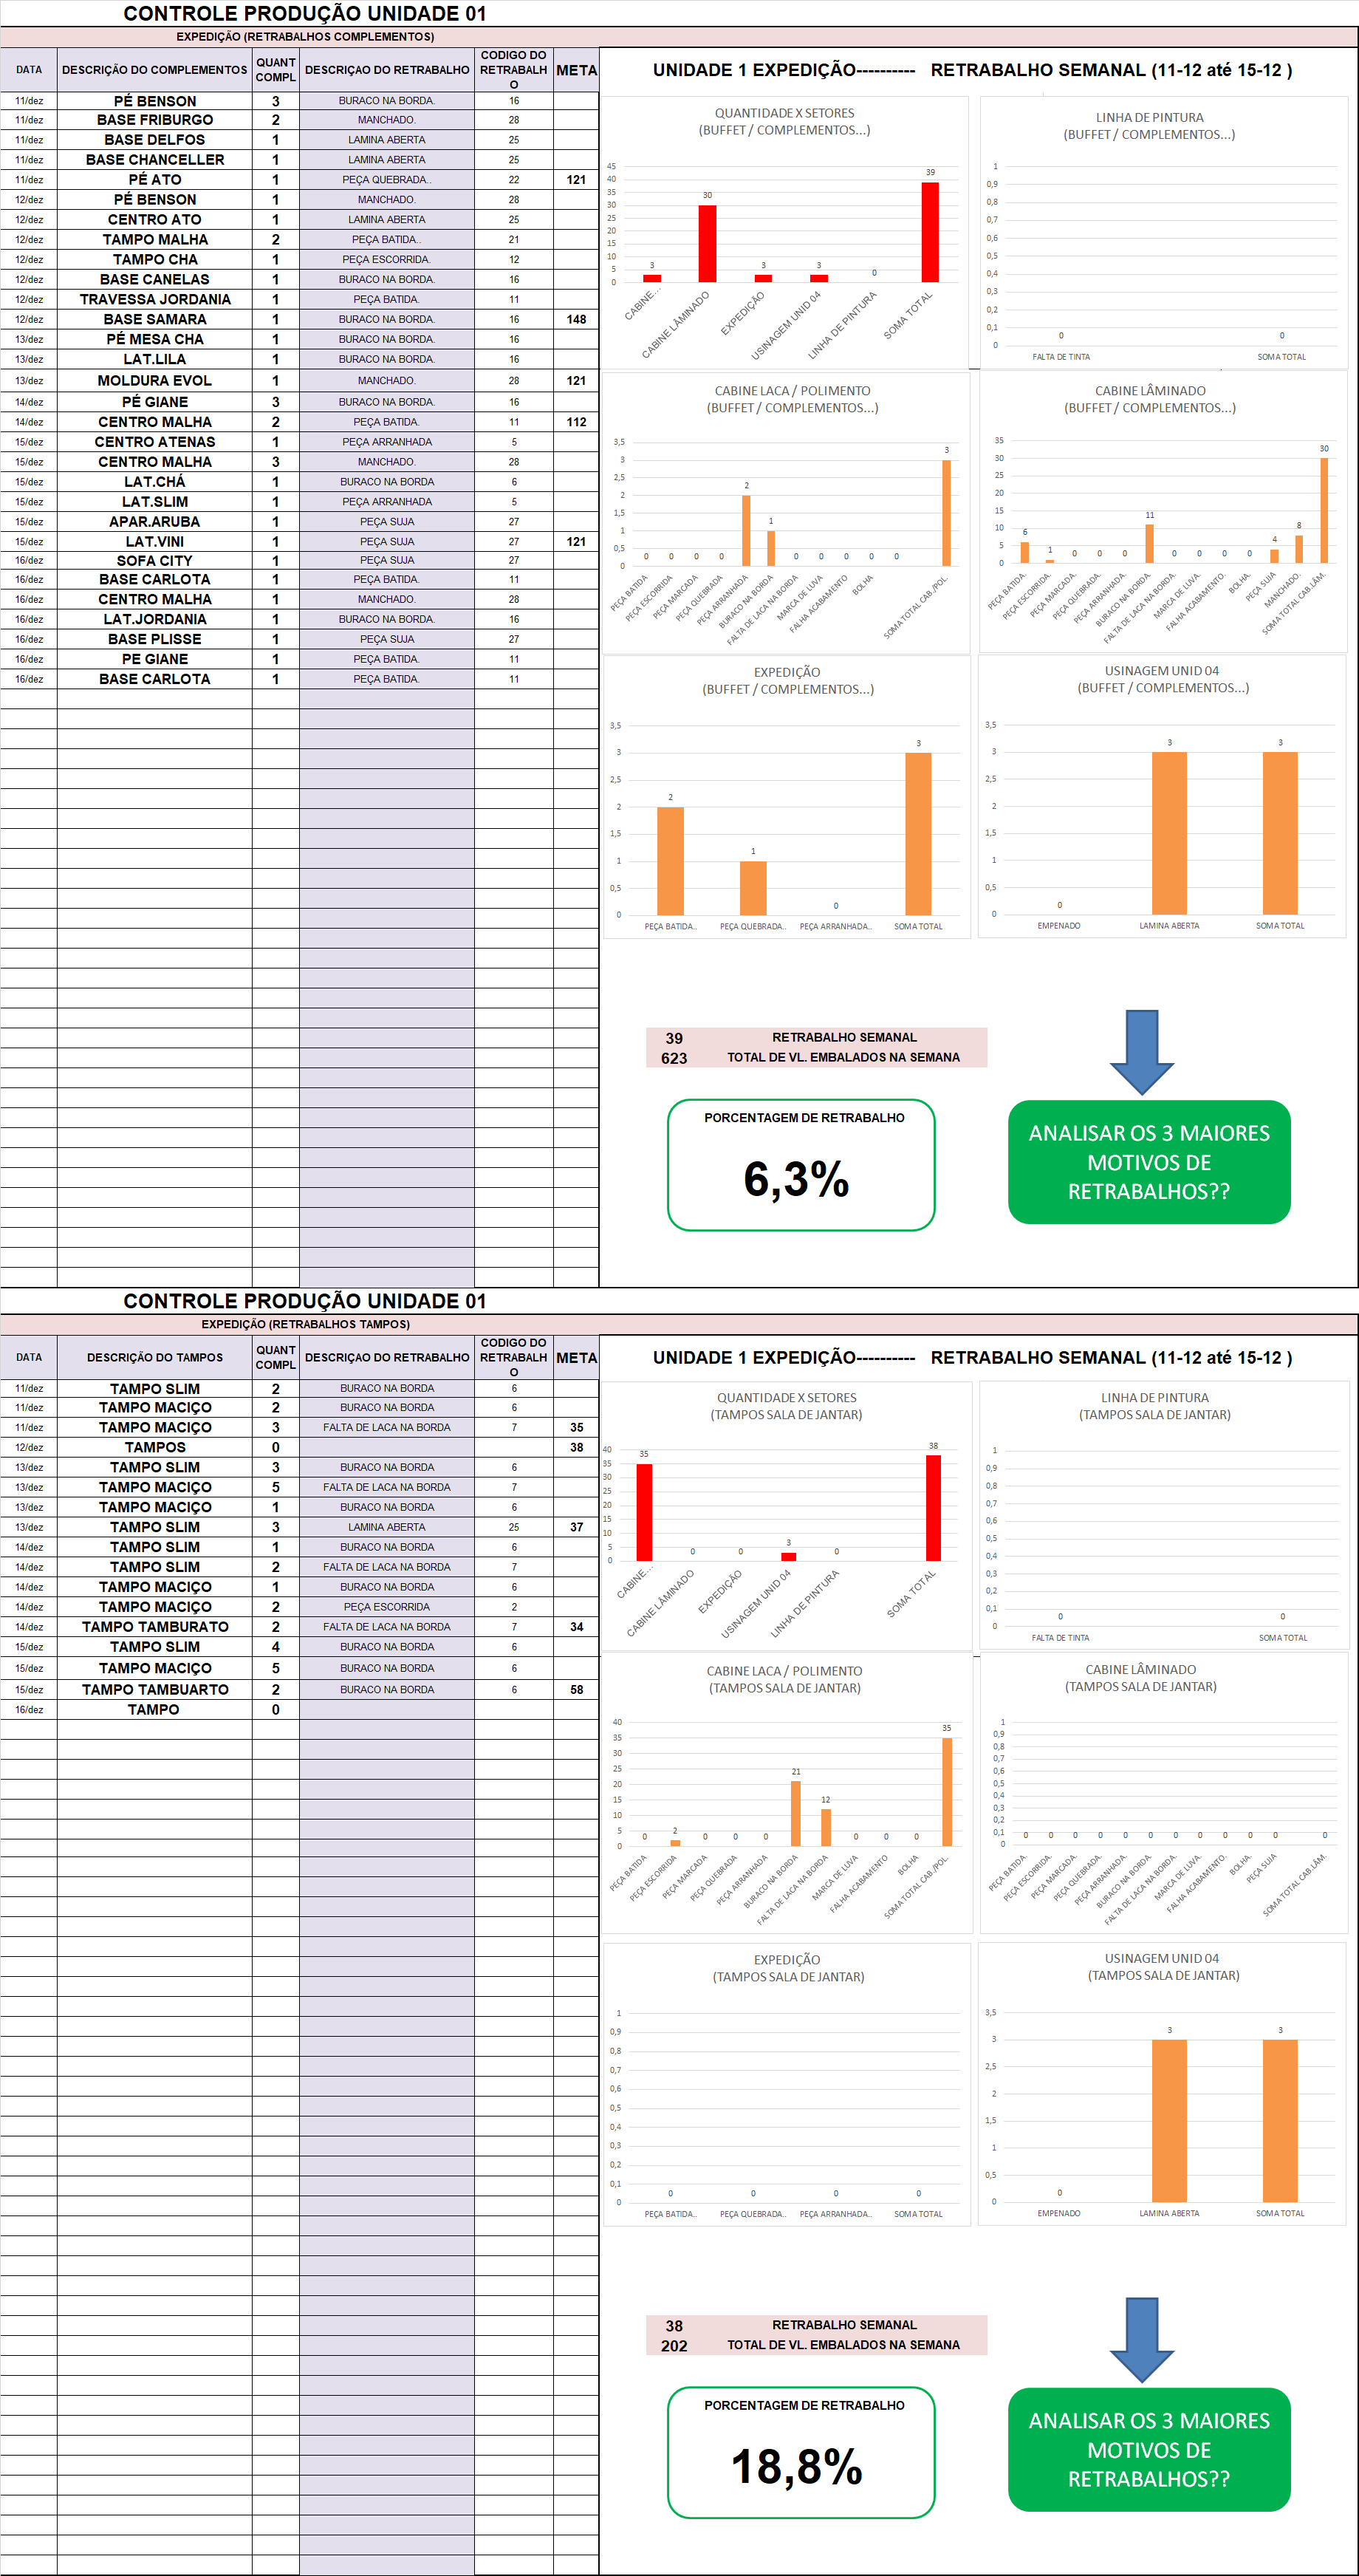 CONTROLE PRODUÇÃO UNIDADE 01
EXPEDIÇÃO (RETRABALHOS COMPLEMENTOS)
DATA DESCRIÇÃO DO COMPLEMENTOS QUANT COMPL DESCRIÇAO DO RETRABALHO CODIGO DO RETRABALHO META
11/dez PÉ BENSON 3 BURACO NA BORDA. 16
11/dez BASE FRIBURGO 2 MANCHADO. 28
11/dez BASE DELFOS 1 LAMINA ABERTA 25
11/dez BASE CHANCELLER 1 LAMINA ABERTA 25
11/dez PÉ ATO 1 PEÇA QUEBRADA.. 22 121
12/dez PÉ BENSON 1 MANCHADO. 28
12/dez CENTRO ATO 1 LAMINA ABERTA 25
12/dez TAMPO MALHA 2 PEÇA BATIDA.. 21
12/dez TAMPO CHA 1 PEÇA ESCORRIDA. 12
12/dez BASE CANELAS 1 BURACO NA BORDA. 16
12/dez TRAVESSA JORDANIA 1 PEÇA BATIDA. 11
12/dez BASE SAMARA 1 BURACO NA BORDA. 16 148
13/dez PÉ MESA CHA 1 BURACO NA BORDA. 16
13/dez LAT.LILA 1 BURACO NA BORDA. 16
13/dez MOLDURA EVOL 1 MANCHADO. 28 121
14/dez PÉ GIANE 3 BURACO NA BORDA. 16
14/dez CENTRO MALHA 2 PEÇA BATIDA. 11 112
15/dez CENTRO ATENAS 1 PEÇA ARRANHADA 5
15/dez CENTRO MALHA 3 MANCHADO. 28
15/dez LAT.CHÁ 1 BURACO NA BORDA 6
15/dez LAT.SLIM 1 PEÇA ARRANHADA 5
15/dez APAR.ARUBA 1 PEÇA SUJA 27
15/dez LAT.VINI 1 PEÇA SUJA 27 121
16/dez SOFA CITY 1 PEÇA SUJA 27
16/dez BASE CARLOTA 1 PEÇA BATIDA. 11
16/dez CENTRO MALHA 1 MANCHADO. 28
16/dez LAT.JORDANIA 1 BURACO NA BORDA. 16
16/dez BASE PLISSE 1 PEÇA SUJA 27
16/dez PE GIANE 1 PEÇA BATIDA. 11
16/dez BASE CARLOTA 1 PEÇA BATIDA. 11
UNIDADE 1 EXPEDIÇÃO---------- RETRABALHO SEMANAL (11-12 até 15-12 )
QUANTIDADE X SETORES
(BUFFET / COMPLEMENTOS...)
45
40
35
30
25
20
15
10
5
0
3 30 3 3 0 39
CABINE... CABINE LÂMINADO EXPEDIÇÃO USINAGEM UNID 04 LINHA DE PINTURA SOMA TOTAL
LINHA DE PINTURA
(BUFFET / COMPLEMENTOS...)
1
0,9
0,8
0,7
0,6
0,5
0,4
0,3
0,2
0,1
0
0 0
FALTA DE TINTA SOMA TOTAL
CABINE LACA / POLIMENTO
(BUFFET / COMPLEMENTOS...)
3,5
3
2,5
2
1,5
1
0,5
0
0 0 0 0 2 1 0 0 0 0 0 3
PEÇA BATIDA PEÇA ESCORRIDA PEÇA MARCADA PEÇA QUEBRADA PEÇA ARRANHADA BURACO NA BORDA FALTA DE LACA NA BORDA MARCA DE LUVA FALHA ACABAMENTO BOLHA SOMA TOTAL CAB./POL.
CABINE LÂMINADO
(BUFFET / COMPLEMENTOS...)
35
30
25
20
15
10
5
0
6 1 0 0 0 11 0 0 0 0 4 8 30
PEÇA BATIDA. PEÇA ESCORRIDA. PEÇA MARCADA. PEÇA QUEBRADA. PEÇA ARRANHADA. BURACO NA BORDA. FALTA DE LACA NA BORDA. MARCA DE LUVA. FALHA ACABAMENTO. BOLHA. PEÇA SUJA MANCHADO. SOMA TOTAL CAB.LÂM.
EXPEDIÇÃO
(BUFFET / COMPLEMENTOS...)
3,5
3
2,5
2
1,5
1
0,5
0
2 1 0 3
PEÇA BATIDA.. PEÇA QUEBRADA.. PEÇA ARRANHADA.. SOMA TOTAL
USINAGEM UNID 04
(BUFFET / COMPLEMENTOS...)
3,5
3
2,5
2
1,5
1
0,5
0
0 3 3
EMPENADO LAMINA ABERTA SOMA TOTAL
39 RETRABALHO SEMANAL
623 TOTAL DE VL. EMBALADOS NA SEMANA
PORCENTAGEM DE RETRABALHO
6,3%
ANALISAR OS 3 MAIORES
MOTIVOS DE
RETRABALHOS??
CONTROLE PRODUÇÃO UNIDADE 01
EXPEDIÇÃO (RETRABALHOS TAMPOS)
DATA DESCRIÇÃO DO TAMPOS QUANT COMPL DESCRIÇAO DO RETRABALHO CODIGO DO RETRABALHO META
11/dez TAMPO SLIM 2 BURACO NA BORDA 6
11/dez TAMPO MACIÇO 2 BURACO NA BORDA 6
11/dez TAMPO MACIÇO 3 FALTA DE LACA NA BORDA 7 35
12/dez TAMPOS 0 38
13/dez TAMPO SLIM 3 BURACO NA BORDA 6
13/dez TAMPO MACIÇO 5 FALTA DE LACA NA BORDA 7
13/dez TAMPO MACIÇO 1 BURACO NA BORDA 6
13/dez TAMPO SLIM 3 LAMINA ABERTA 25 37
14/dez TAMPO SLIM 1 BURACO NA BORDA 6
14/dez TAMPO SLIM 2 FALTA DE LACA NA BORDA 7
14/dez TAMPO MACIÇO 1 BURACO NA BORDA 6
14/dez TAMPO MACIÇO 2 PEÇA ESCORRIDA 2
14/dez TAMPO TAMBURATO 2 FALTA DE LACA NA BORDA 7 34
15/dez TAMPO SLIM 4 BURACO NA BORDA 6
15/dez TAMPO MACIÇO 5 BURACO NA BORDA 6
15/dez TAMPO TAMBUARTO 2 BURACO NA BORDA 6 58
16/dez TAMPO 0
UNIDADE 1 EXPEDIÇÃO---------- RETRABALHO SEMANAL (11-12 até 15-12 )
QUANTIDADE X SETORES
(TAMPOS SALA DE JANTAR)
40
35
30
25
20
15
10
5
0
35 0 0 3 0 38
CABINE... CABINE LÂMINADO EXPEDIÇÃO USINAGEM UNID 04 LINHA DE PINTURA SOMA TOTAL
LINHA DE PINTURA
(TAMPOS SALA DE JANTAR)
1
0,9
0,8
0,7
0,6
0,5
0,4
0,3
0,2
0,1
0
0 0
FALTA DE TINTA SOMA TOTAL
CABINE LACA / POLIMENTO
(TAMPOS SALA DE JANTAR)
40
35
30
25
20
15
10
5
0
0 2 0 0 0 21 12 0 0 0 35
PEÇA BATIDA PEÇA ESCORRIDA PEÇA MARCADA PEÇA QUEBRADA PEÇA ARRANHADA BURACO NA BORDA FALTA DE LACA NA BORDA MARCA DE LUVA FALHA ACABAMENTO BOLHA SOMA TOTAL CAB./POL.
CABINE LÂMINADO
(TAMPOS SALA DE JANTAR)
1
0,9
0,8
0,7
0,6
0,5
0,4
0,3
0,2
0,1
0
0 0 0 0 0 0 0 0 0 0 0 0
PEÇA BATIDA. PEÇA ESCORRIDA. PEÇA MARCADA. PEÇA QUEBRADA. PEÇA ARRANHADA. BURACO NA BORDA. FALTA DE LACA NA BORDA. MARCA DE LUVA. FALHA ACABAMENTO. BOLHA. PEÇA SUJA SOMA TOTAL CAB.LÂM.
EXPEDIÇÃO
(TAMPOS SALA DE JANTAR)
1
0,9
0,8
0,7
0,6
0,5
0,4
0,3
0,2
0,1
0
0 0 0 0
PEÇA BATIDA.. PEÇA QUEBRADA.. PEÇA ARRANHADA.. SOMA TOTAL
USINAGEM UNID 04
(TAMPOS SALA DE JANTAR)
3,5
3
2,5
2
1,5
1
0,5
0
0 3 3
EMPENADO LAMINA ABERTA SOMA TOTAL
38 RETRABALHO SEMANAL
202 TOTAL DE VL. EMBALADOS NA SEMANA
PORCENTAGEM DE RETRABALHO
18,8%
ANALISAR OS 3 MAIORES
MOTIVOS DE
RETRABALHOS??